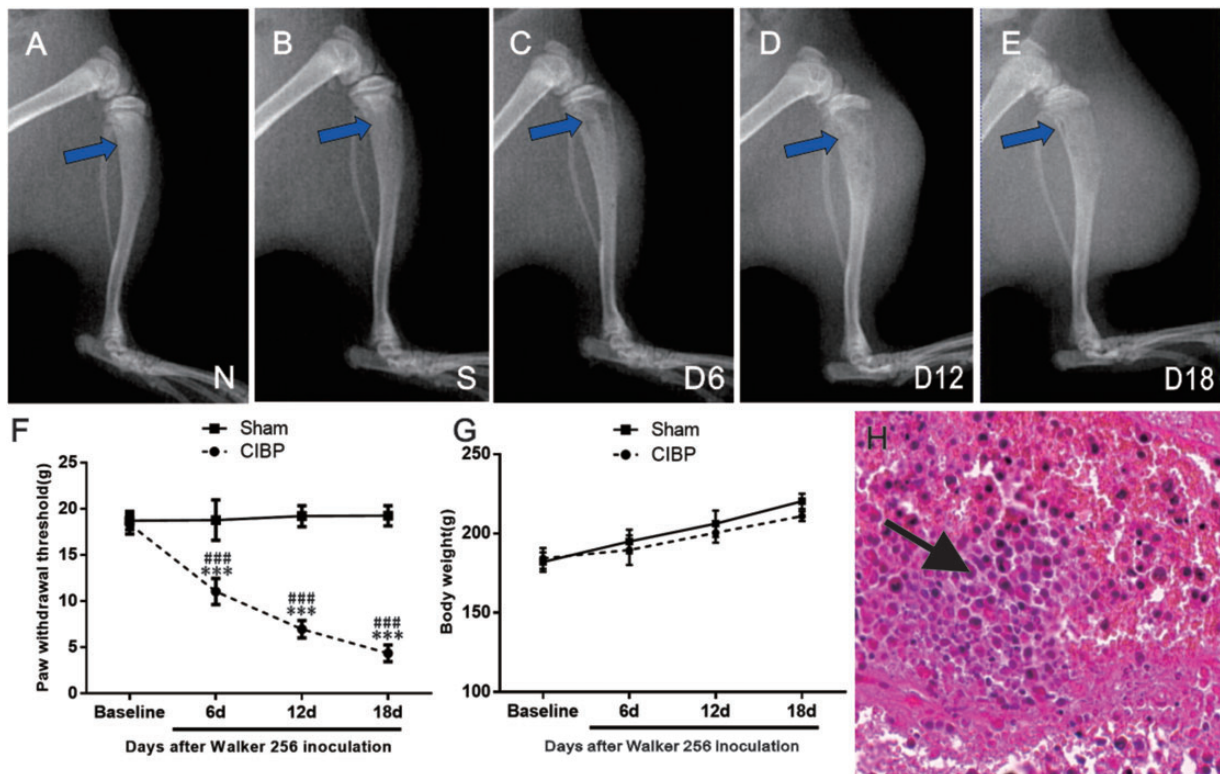 A
B
C
D
E
N
S
D6
D12
D18
F
Sham
CIBP
Paw withdrawal threshold(g)
25
20
15
10
5
0
###
***
###
***
###
***
Baseline
6d
12d
18d
Days after Walker 256 inoculation
G
Sham
CIBP
Body weight(g)
250
200
150
100
Baseline
6d
12d
18d
Days after Walker 256 inoculation
H